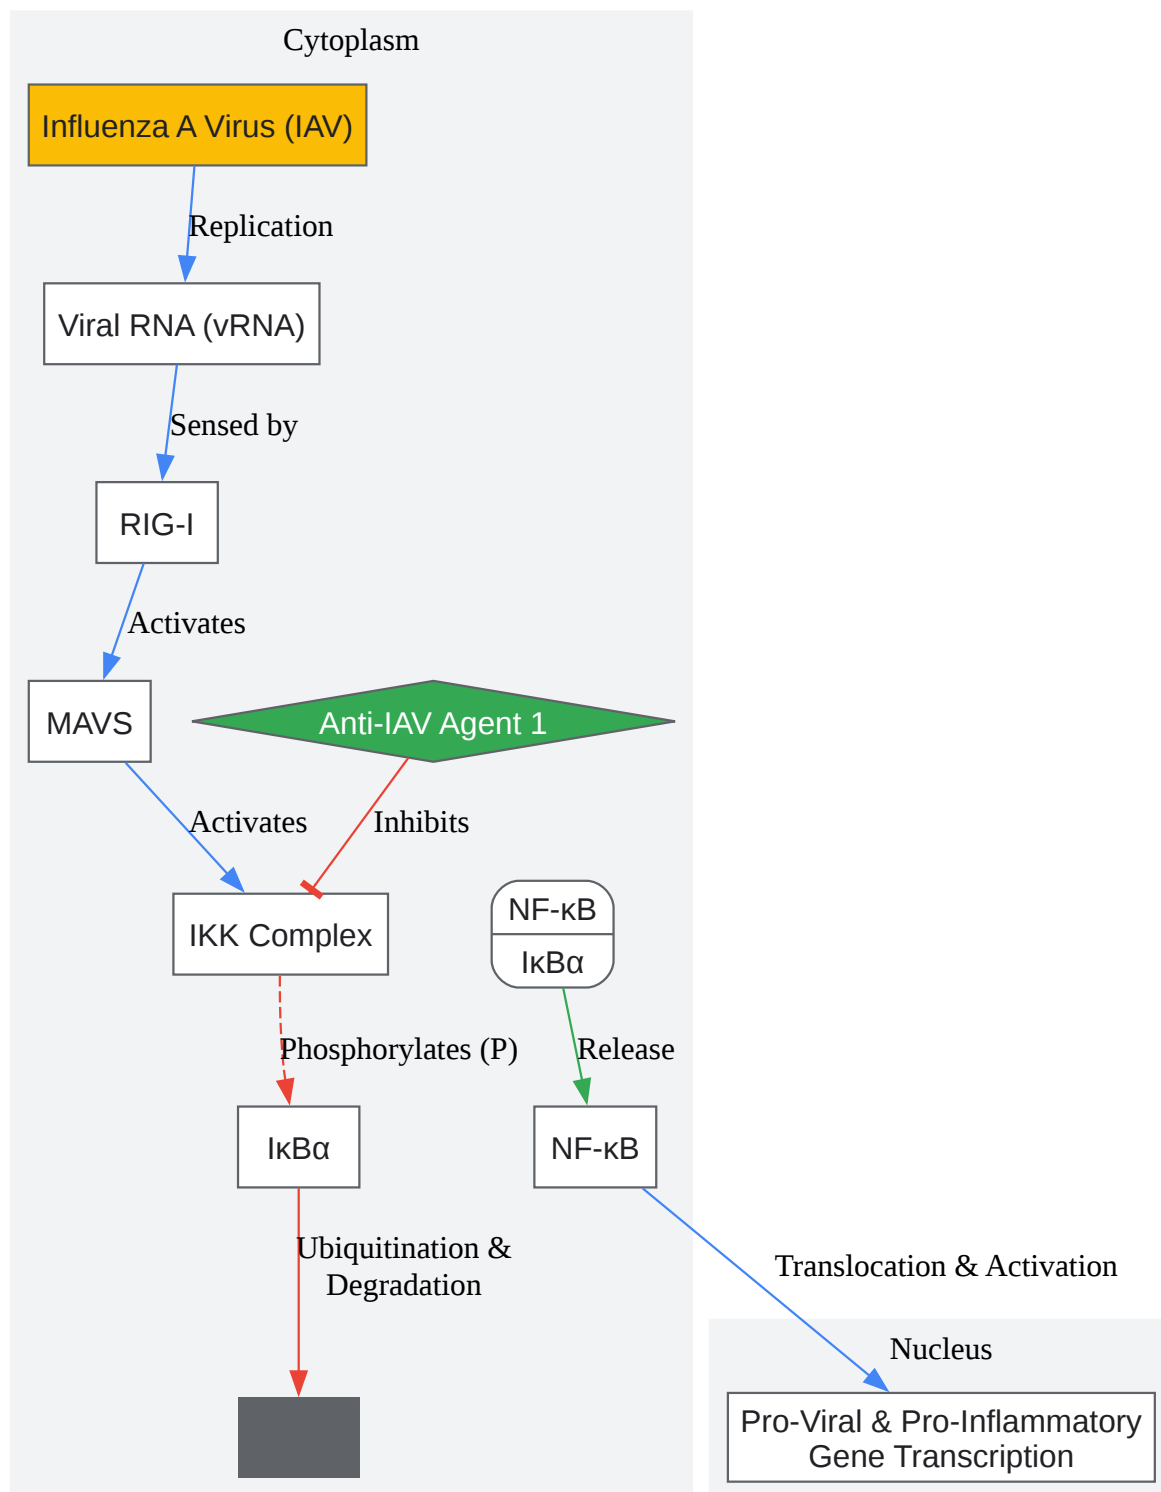 Cytoplasm
Influenza A Virus (IAV)
Replication
Viral RNA (vRNA)
Sensed by
RIG-I
Activates
MAVS
Anti-IAV Agent 1
Activates
Inhibits
IKK Complex
NF-κB
IκBα
Phosphorylates (P)
Release
IκBα
NF-κB
Ubiquitination &
Degradation
Translocation & Activation
Nucleus
Pro-Viral & Pro-Inflammatory
Gene Transcription